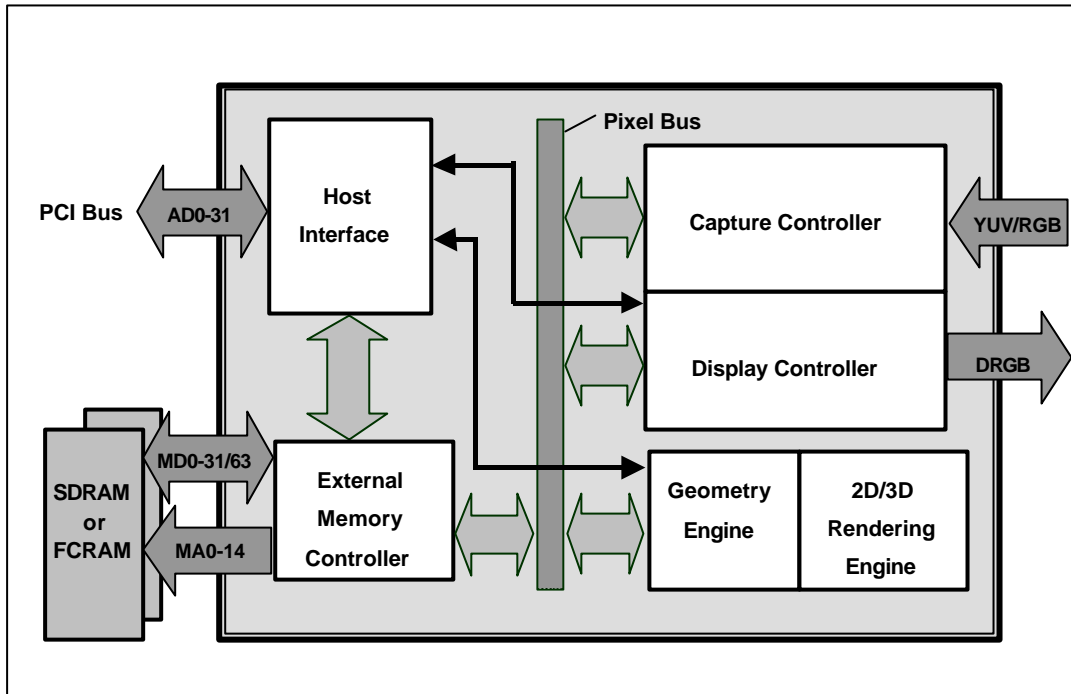 Pixel Bus
PCI Bus
AD0-31
Host
Interface
Capture Controller
YUV/RGB
Display Controller
DRGB
SDRAM
or
FCRAM
MD0-31/63
MA0-14
External
Memory
Controller
Geometry
Engine
2D/3D
Rendering
Engine